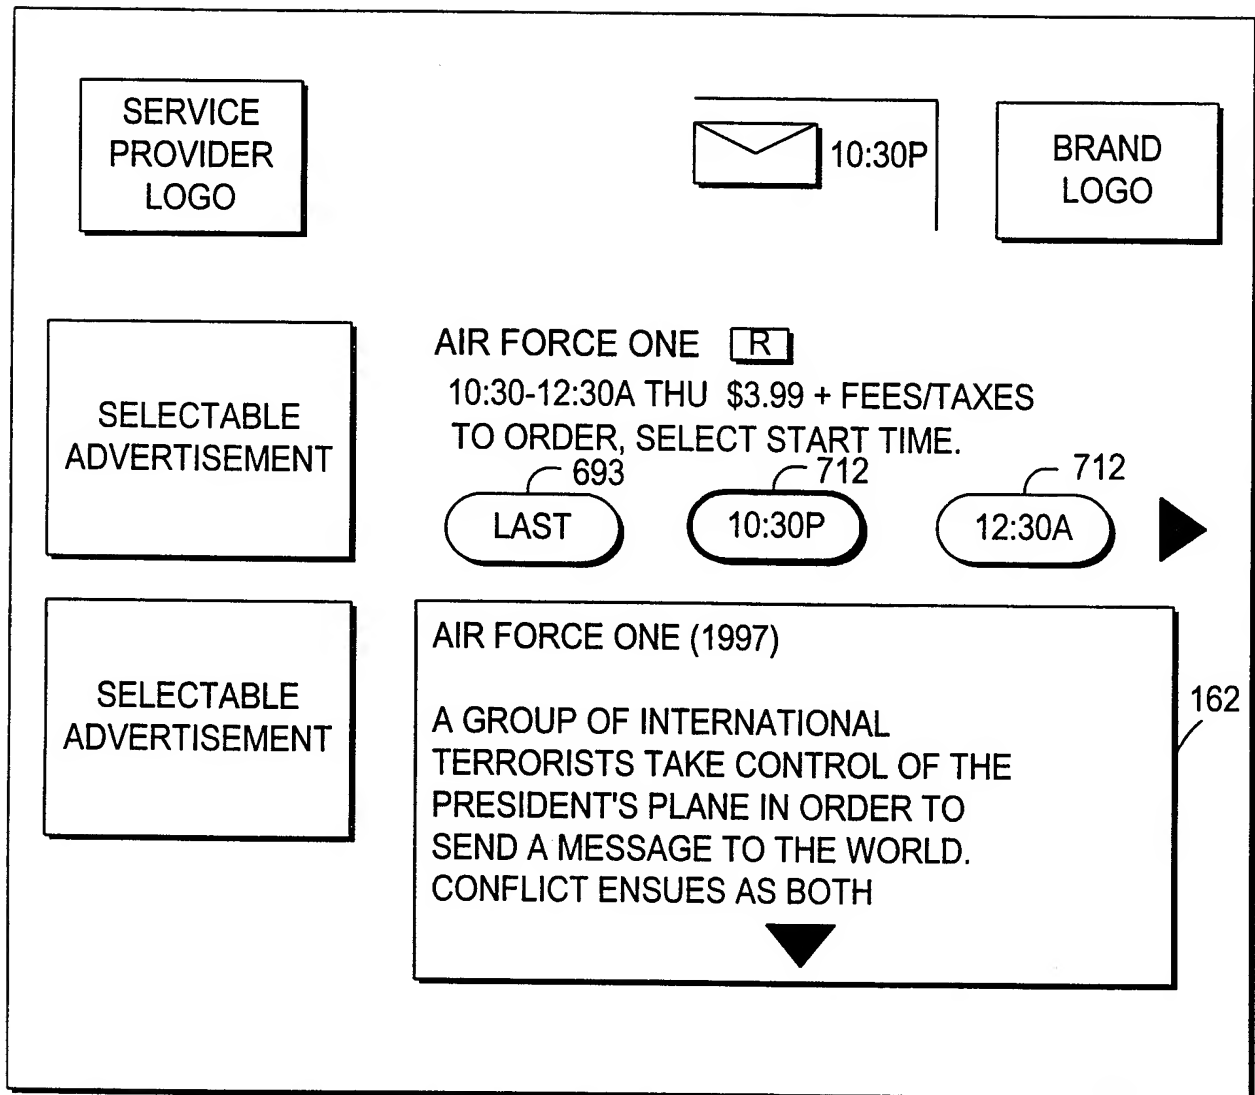 SERVICE
PROVIDER
LOGO
10:30P
BRAND
LOGO
SELECTABLE
ADVERTISEMENT
AIR FORCE ONE R
10:30-12:30A THU $3.99 + FEES/TAXES
TO ORDER, SELECT START TIME.
693 712 712
LAST 10:30P 12:30A
SELECTABLE
ADVERTISEMENT
AIR FORCE ONE (1997)
A GROUP OF INTERNATIONAL
TERRORISTS TAKE CONTROL OF THE
PRESIDENT'S PLANE IN ORDER TO
SEND A MESSAGE TO THE WORLD.
CONFLICT ENSUES AS BOTH
162